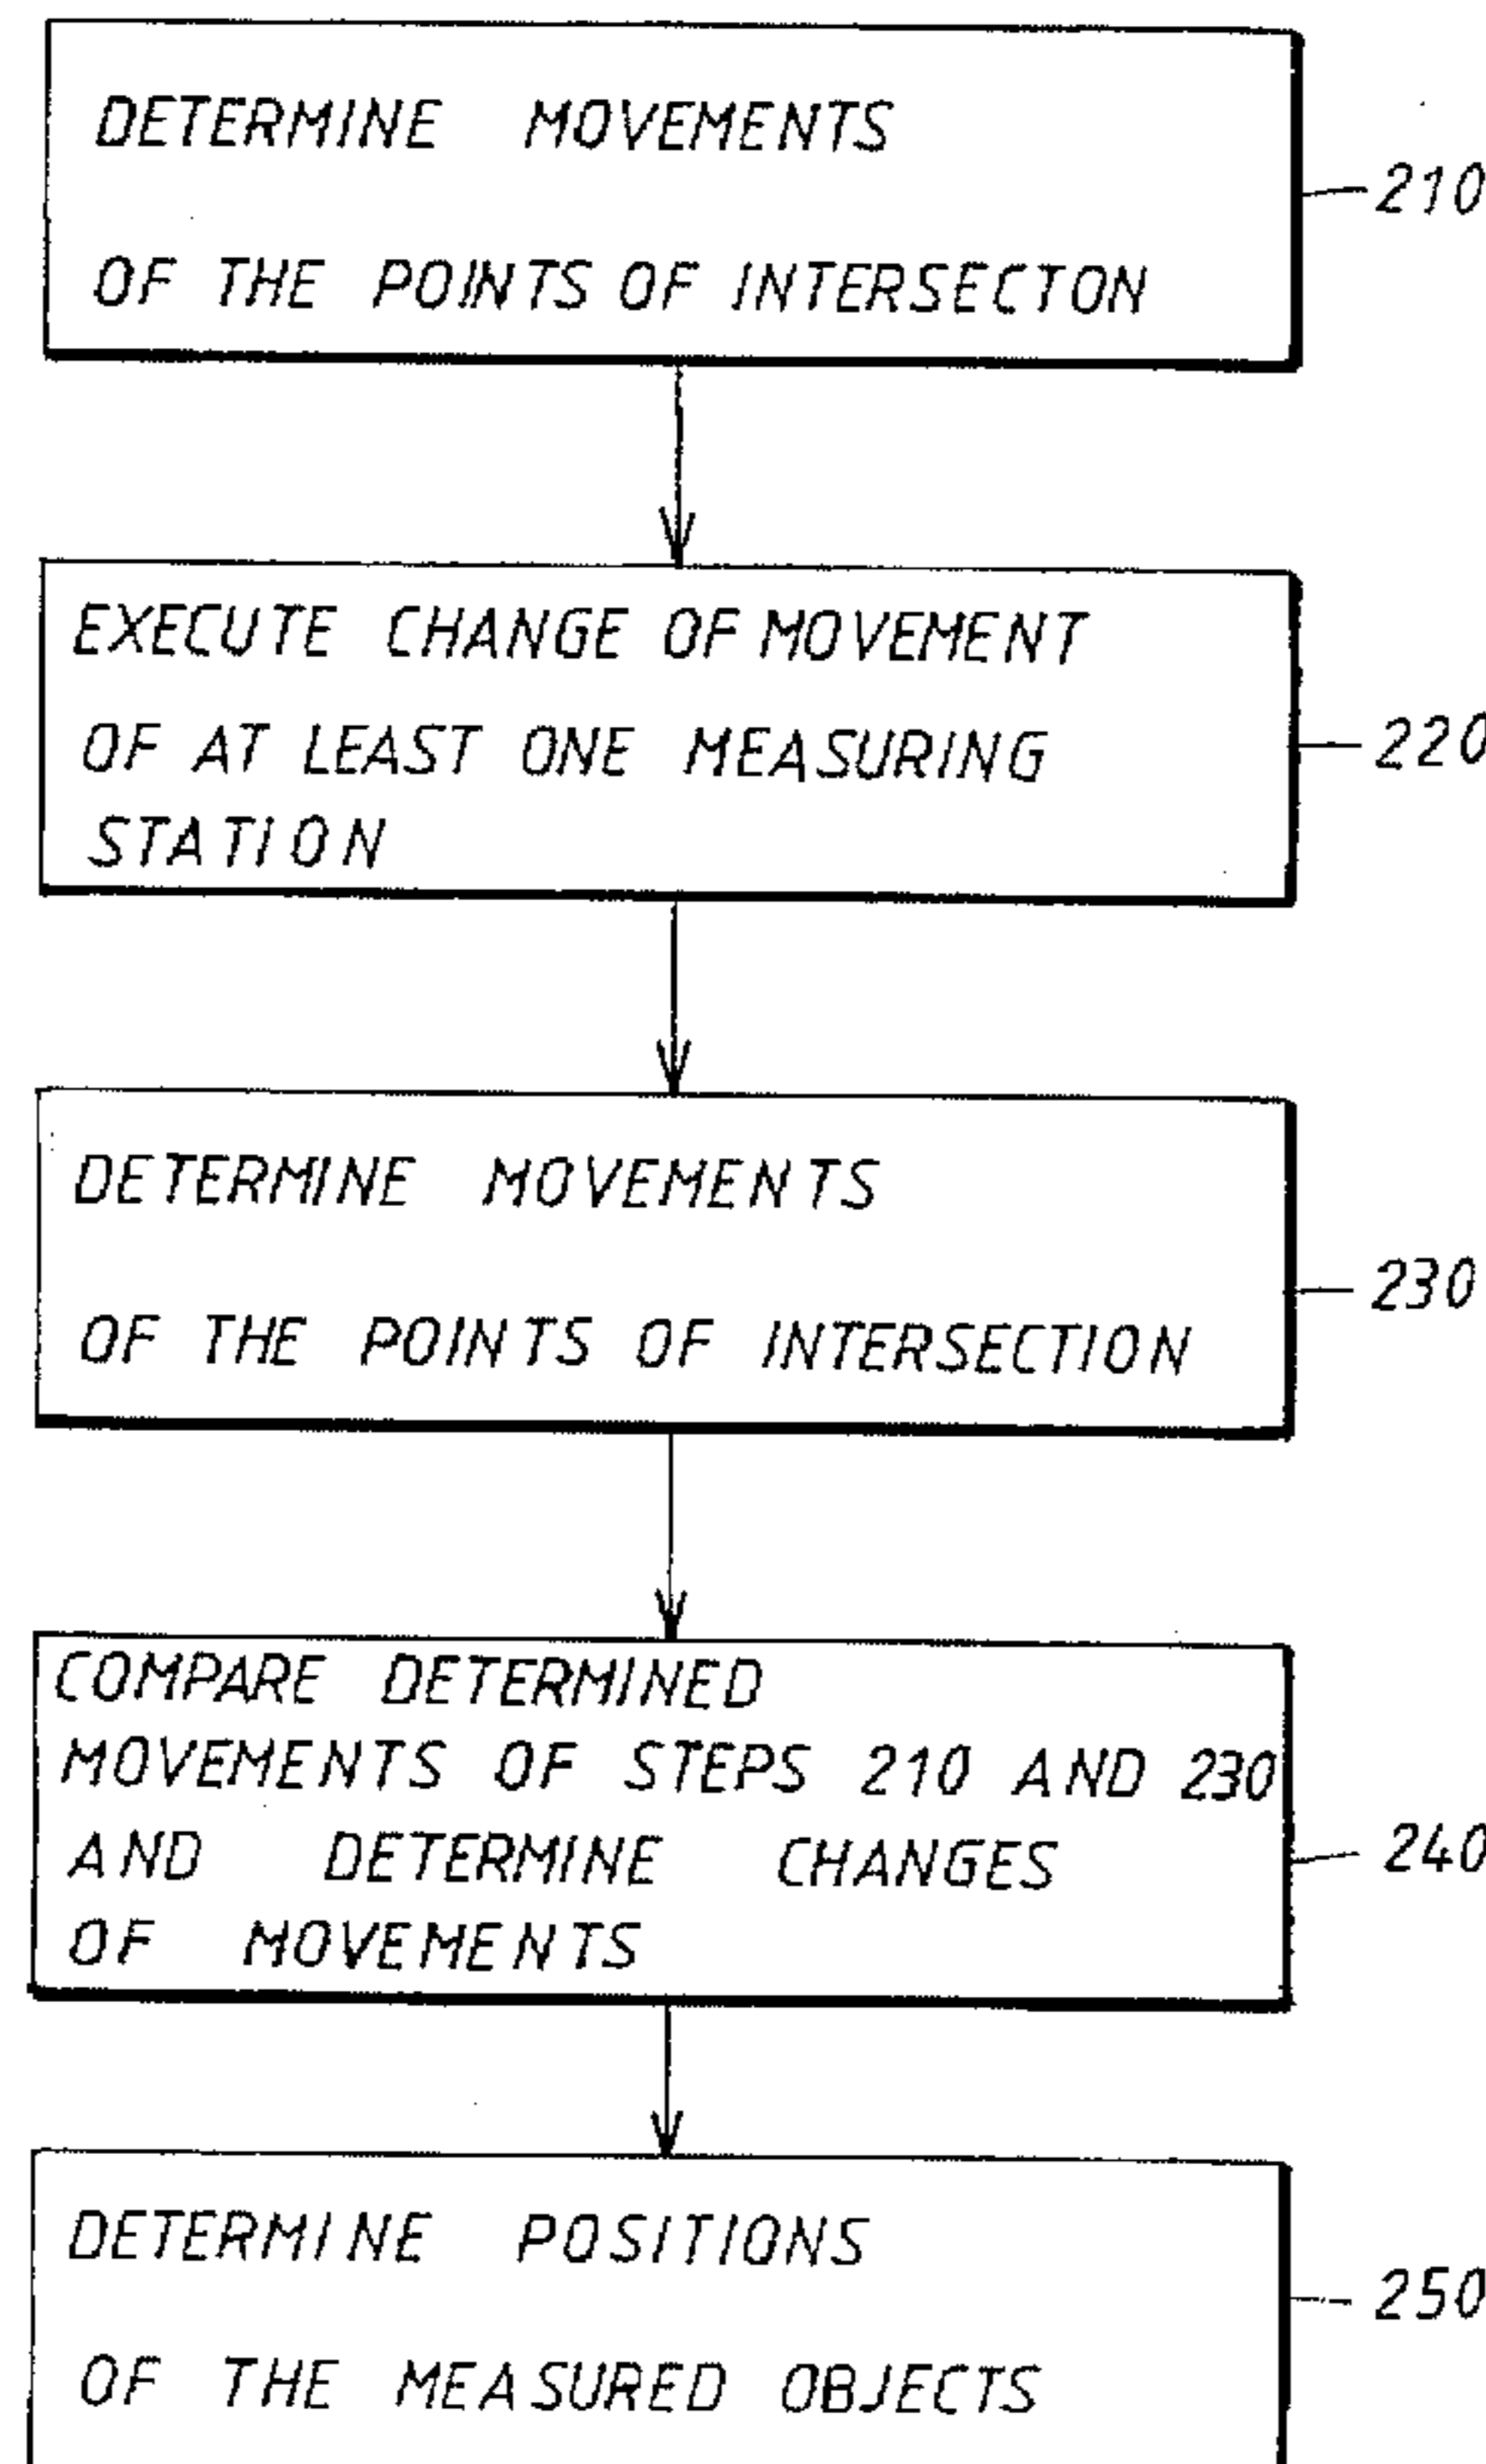 DETERMINE MOVEMENTS
OF THE POINTS OF INTERSECTON
210
EXECUTE CHANGE OF MOVEMENT
OF AT LEAST ONE MEASURING
STATION
220
DETERMINE MOVEMENTS
OF THE POINTS OF INTERSECTION
230
COMPARE DETERMINED
MOVEMENTS OF STEPS 210 AND 230
AND DETERMINE CHANGES
OF MOVEMENTS
240
DETERMINE POSITIONS
OF THE MEASURED OBJECTS
250